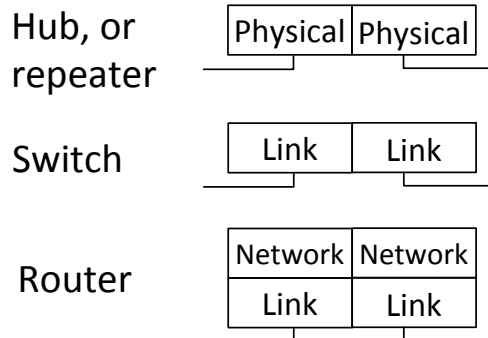 Hub, or
repeater
Physical Physical
Switch
Link Link
Router
Network Network
Link Link